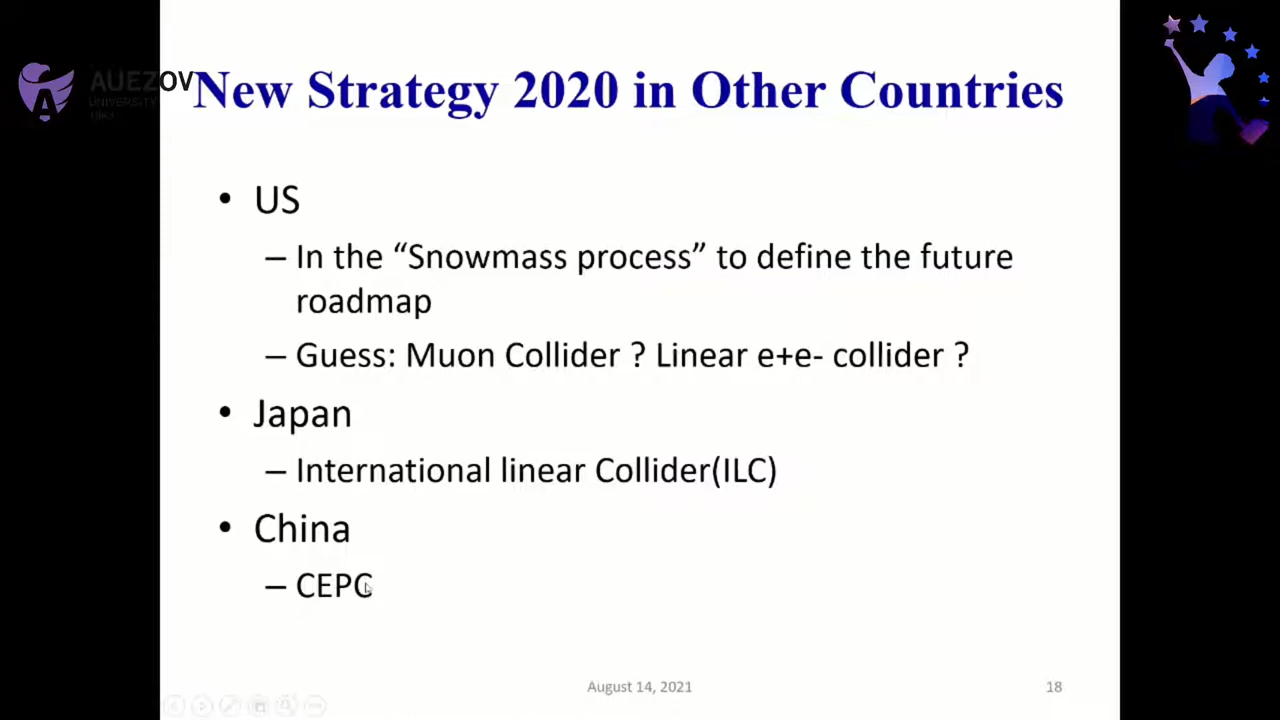 AUEZOV
UNIVERSITY
New Strategy 2020 in Other Countries
• US
– In the “Snowmass process” to define the future
roadmap
– Guess: Muon Collider ? Linear e+e- collider ?
• Japan
– International linear Collider(ILC)
• China
– CEPC
August 14, 2021
18